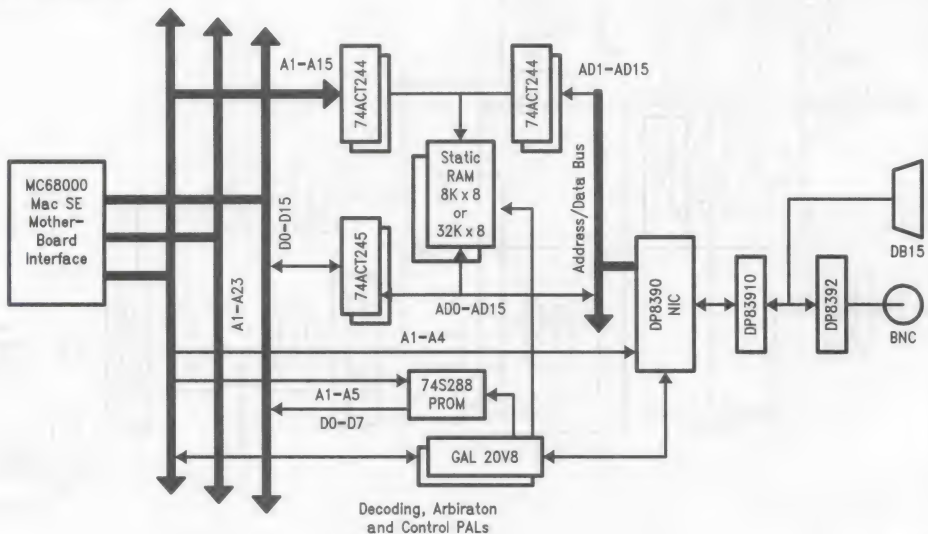 A1-A15
74ACT244
74ACT244
AD1-AD15
MC68000
Mac SE
Mother-
Board
Interface
Static
RAM
8K x 8
or
32K x 8
D0-D15
A1-A23
74ACT245
AD0-AD15
Address/Data Bus
DP8390
NIC
DP83910
DP8392
DB15
BNC
A1-A4
A1-A5
D0-D7
74S288
PROM
GAL 20V8
Decoding, Arbiraton
and Control PALs